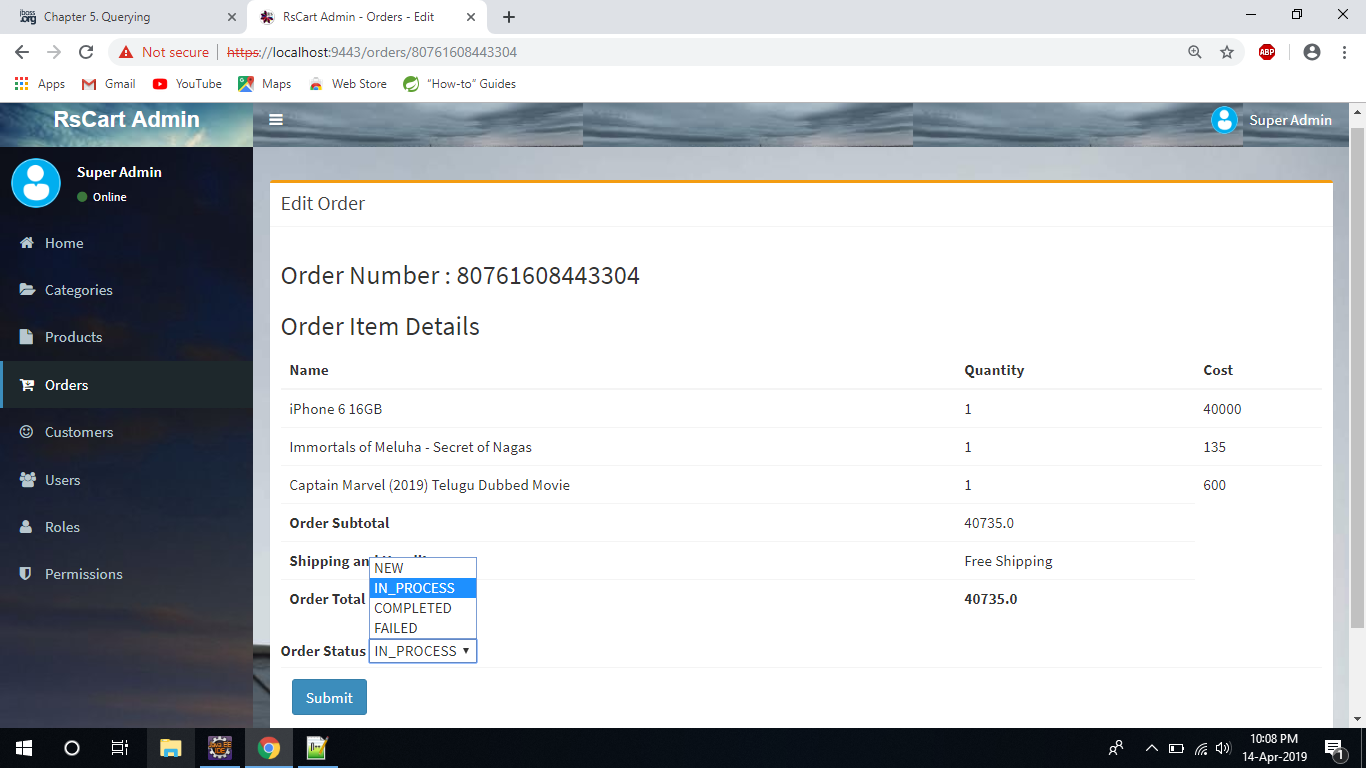 jboss .org Chapter 5. Querying
RsCart Admin - Orders - Edit
Not secure https://localhost:9443/orders/80761608443304
ABP
Apps Gmail YouTube Maps Web Store “How-to” Guides
RsCart Admin
Super Admin
Super Admin
Online
Home
Categories
Products
Orders
Customers
Users
Roles
Permissions
Edit Order
Order Number : 80761608443304
Order Item Details
Name Quantity Cost
iPhone 6 16GB 1 40000
Immortals of Meluha - Secret of Nagas 1 135
Captain Marvel (2019) Telugu Dubbed Movie 1 600
Order Subtotal 40735.0
Shipping an Free Shipping
NEW
IN_PROCESS
Order Total 40735.0
COMPLETED
FAILED
Order Status IN_PROCESS
Submit
10:08 PM
14-Apr-2019
1